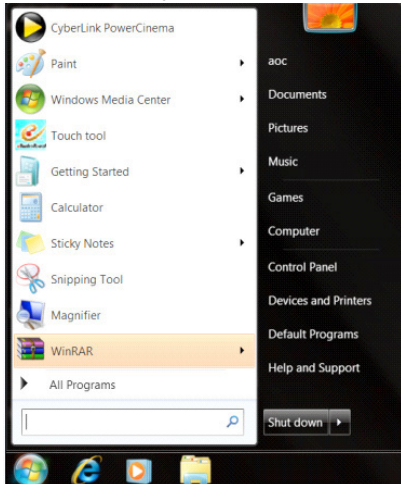 CyberLink PowerCinema
Paint
Windows Media Center
Touch tool
Getting Started
Calculator
Sticky Notes
Snipping Tool
Magnifier
WinRAR
All Programs
aoc
Documents
Pictures
Music
Games
Computer
Control Panel
Devices and Printers
Default Programs
Help and Support
Shut down